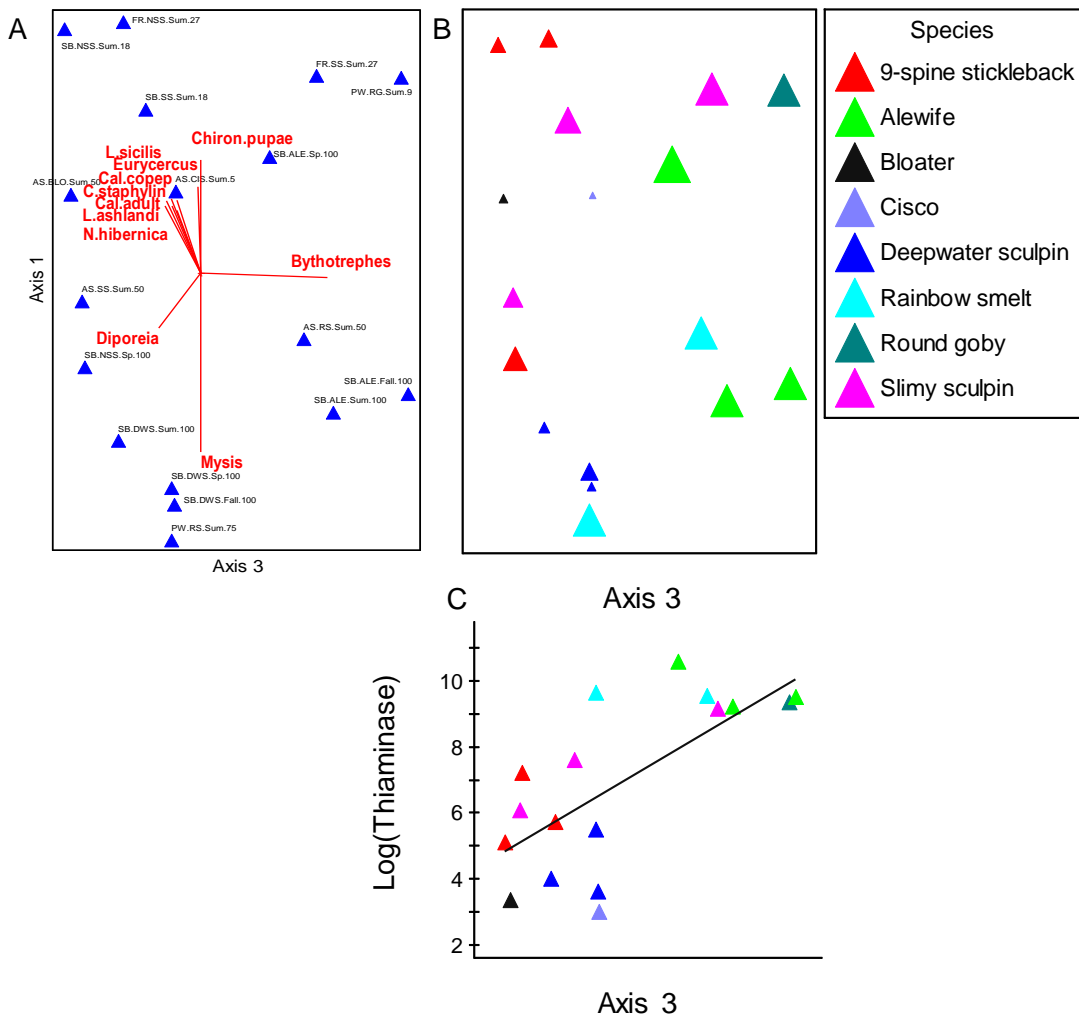 A
FR.NSS.Sum.27
SB.NSS.Sum.18
FR.SS.Sum.27
PW.RG.Sum.9
SB.SS.Sum.18
Chiron.pupae
L.sicilis
SB.ALE.Sp.100
Eurycercus
Cal.copep
AS.BLO.Sum.50
AS.CIS.Sum.5
C.staphylin
Cal.adult
L.ashlandi
N.hibernica
Bythotrephes
AS.SS.Sum.50
Diporeia
AS.RS.Sum.50
SB.NSS.Sp.100
SB.ALE.Fall.100
SB.ALE.Sum.100
SB.DWS.Sum.100
Mysis
SB.DWS.Sp.100
SB.DWS.Fall.100
PW.RS.Sum.75
Axis 1
Axis 3
B
Axis 3
Species
9-spine stickleback
Alewife
Bloater
Cisco
Deepwater sculpin
Rainbow smelt
Round goby
Slimy sculpin
C
Log(Thiaminase)
10
8
6
4
2
Axis 3